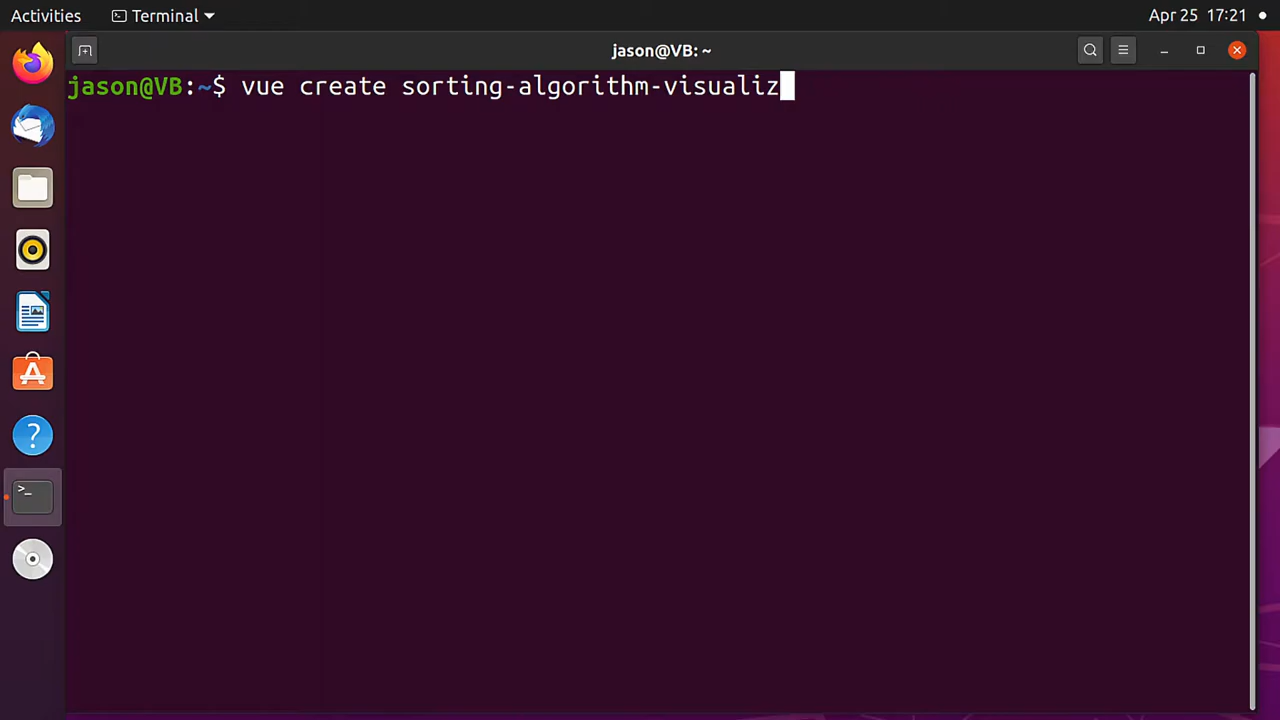 Activities
Terminal
Apr 25 17:21
jason@VB: ~
jason@VB:~$ vue create sorting-algorithm-visualiz
>_
?